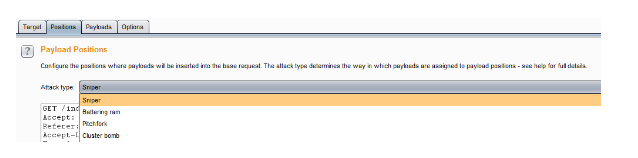 Target Positions Payloads Options
? Payload Positions
Configure the positions where payloads will be inserted into the base request. The attack type determines the way in which payloads are assigned to payload positions - see help for full details.
Attack type: Sniper
Sniper
GET /ind
Battering ram
Accept:
Pitchfork
Referer:
Cluster bomb
Accept-L